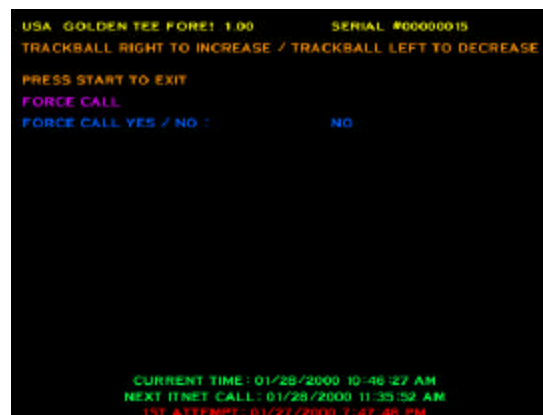 USA GOLDEN TEE FORE! 1.00 SERIAL #00000015
TRACKBALL RIGHT TO INCREASE / TRACKBALL LEFT TO DECREASE
PRESS START TO EXIT
FORCE CALL
FORCE CALL YES / NO : NO
CURRENT TIME: 01/28/2000 10:46:27 AM
NEXT ITNET CALL: 01/28/2000 11:35:52 AM
1ST ATTEMPT: 01/27/2000 7:47:48 PM